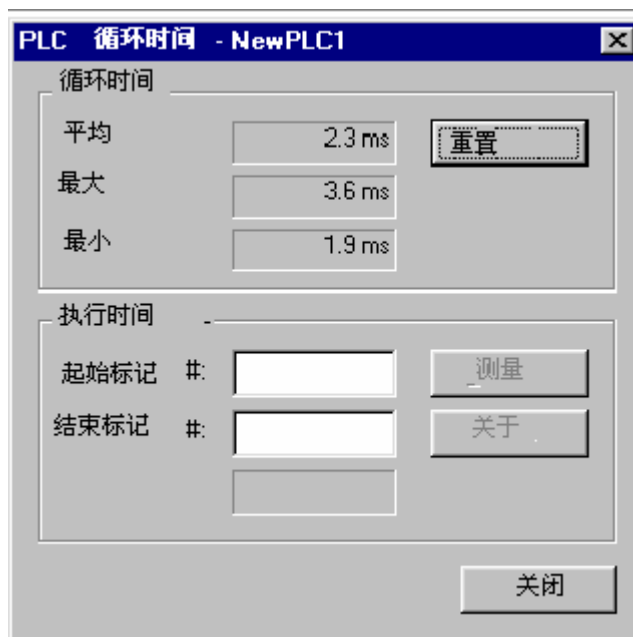 PLC 循环时间 - NewPLC1
循环时间
平均 2.3 ms 重置
最大 3.6 ms
最小 1.9 ms
执行时间 -
起始标记 #: 测量
结束标记 #: 关于
关闭